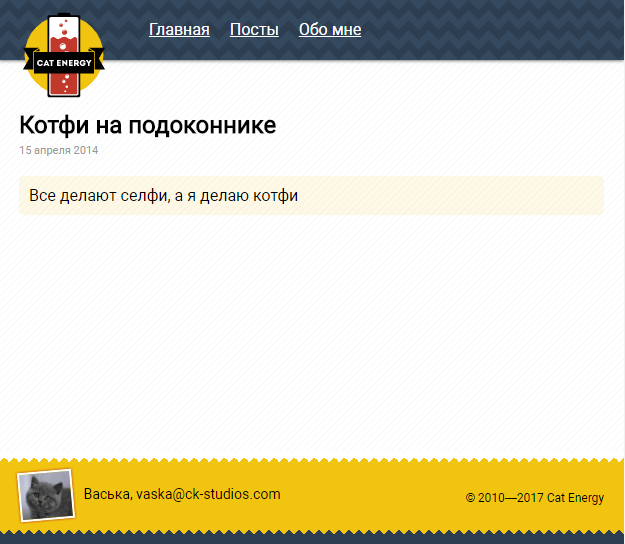 CAT ENERGY
Главная Посты Обо мне
Котфи на подоконнике
15 апреля 2014
Все делают селфи, а я делаю котфи
Васька, vaska@ck-studios.com
© 2010—2017 Cat Energy